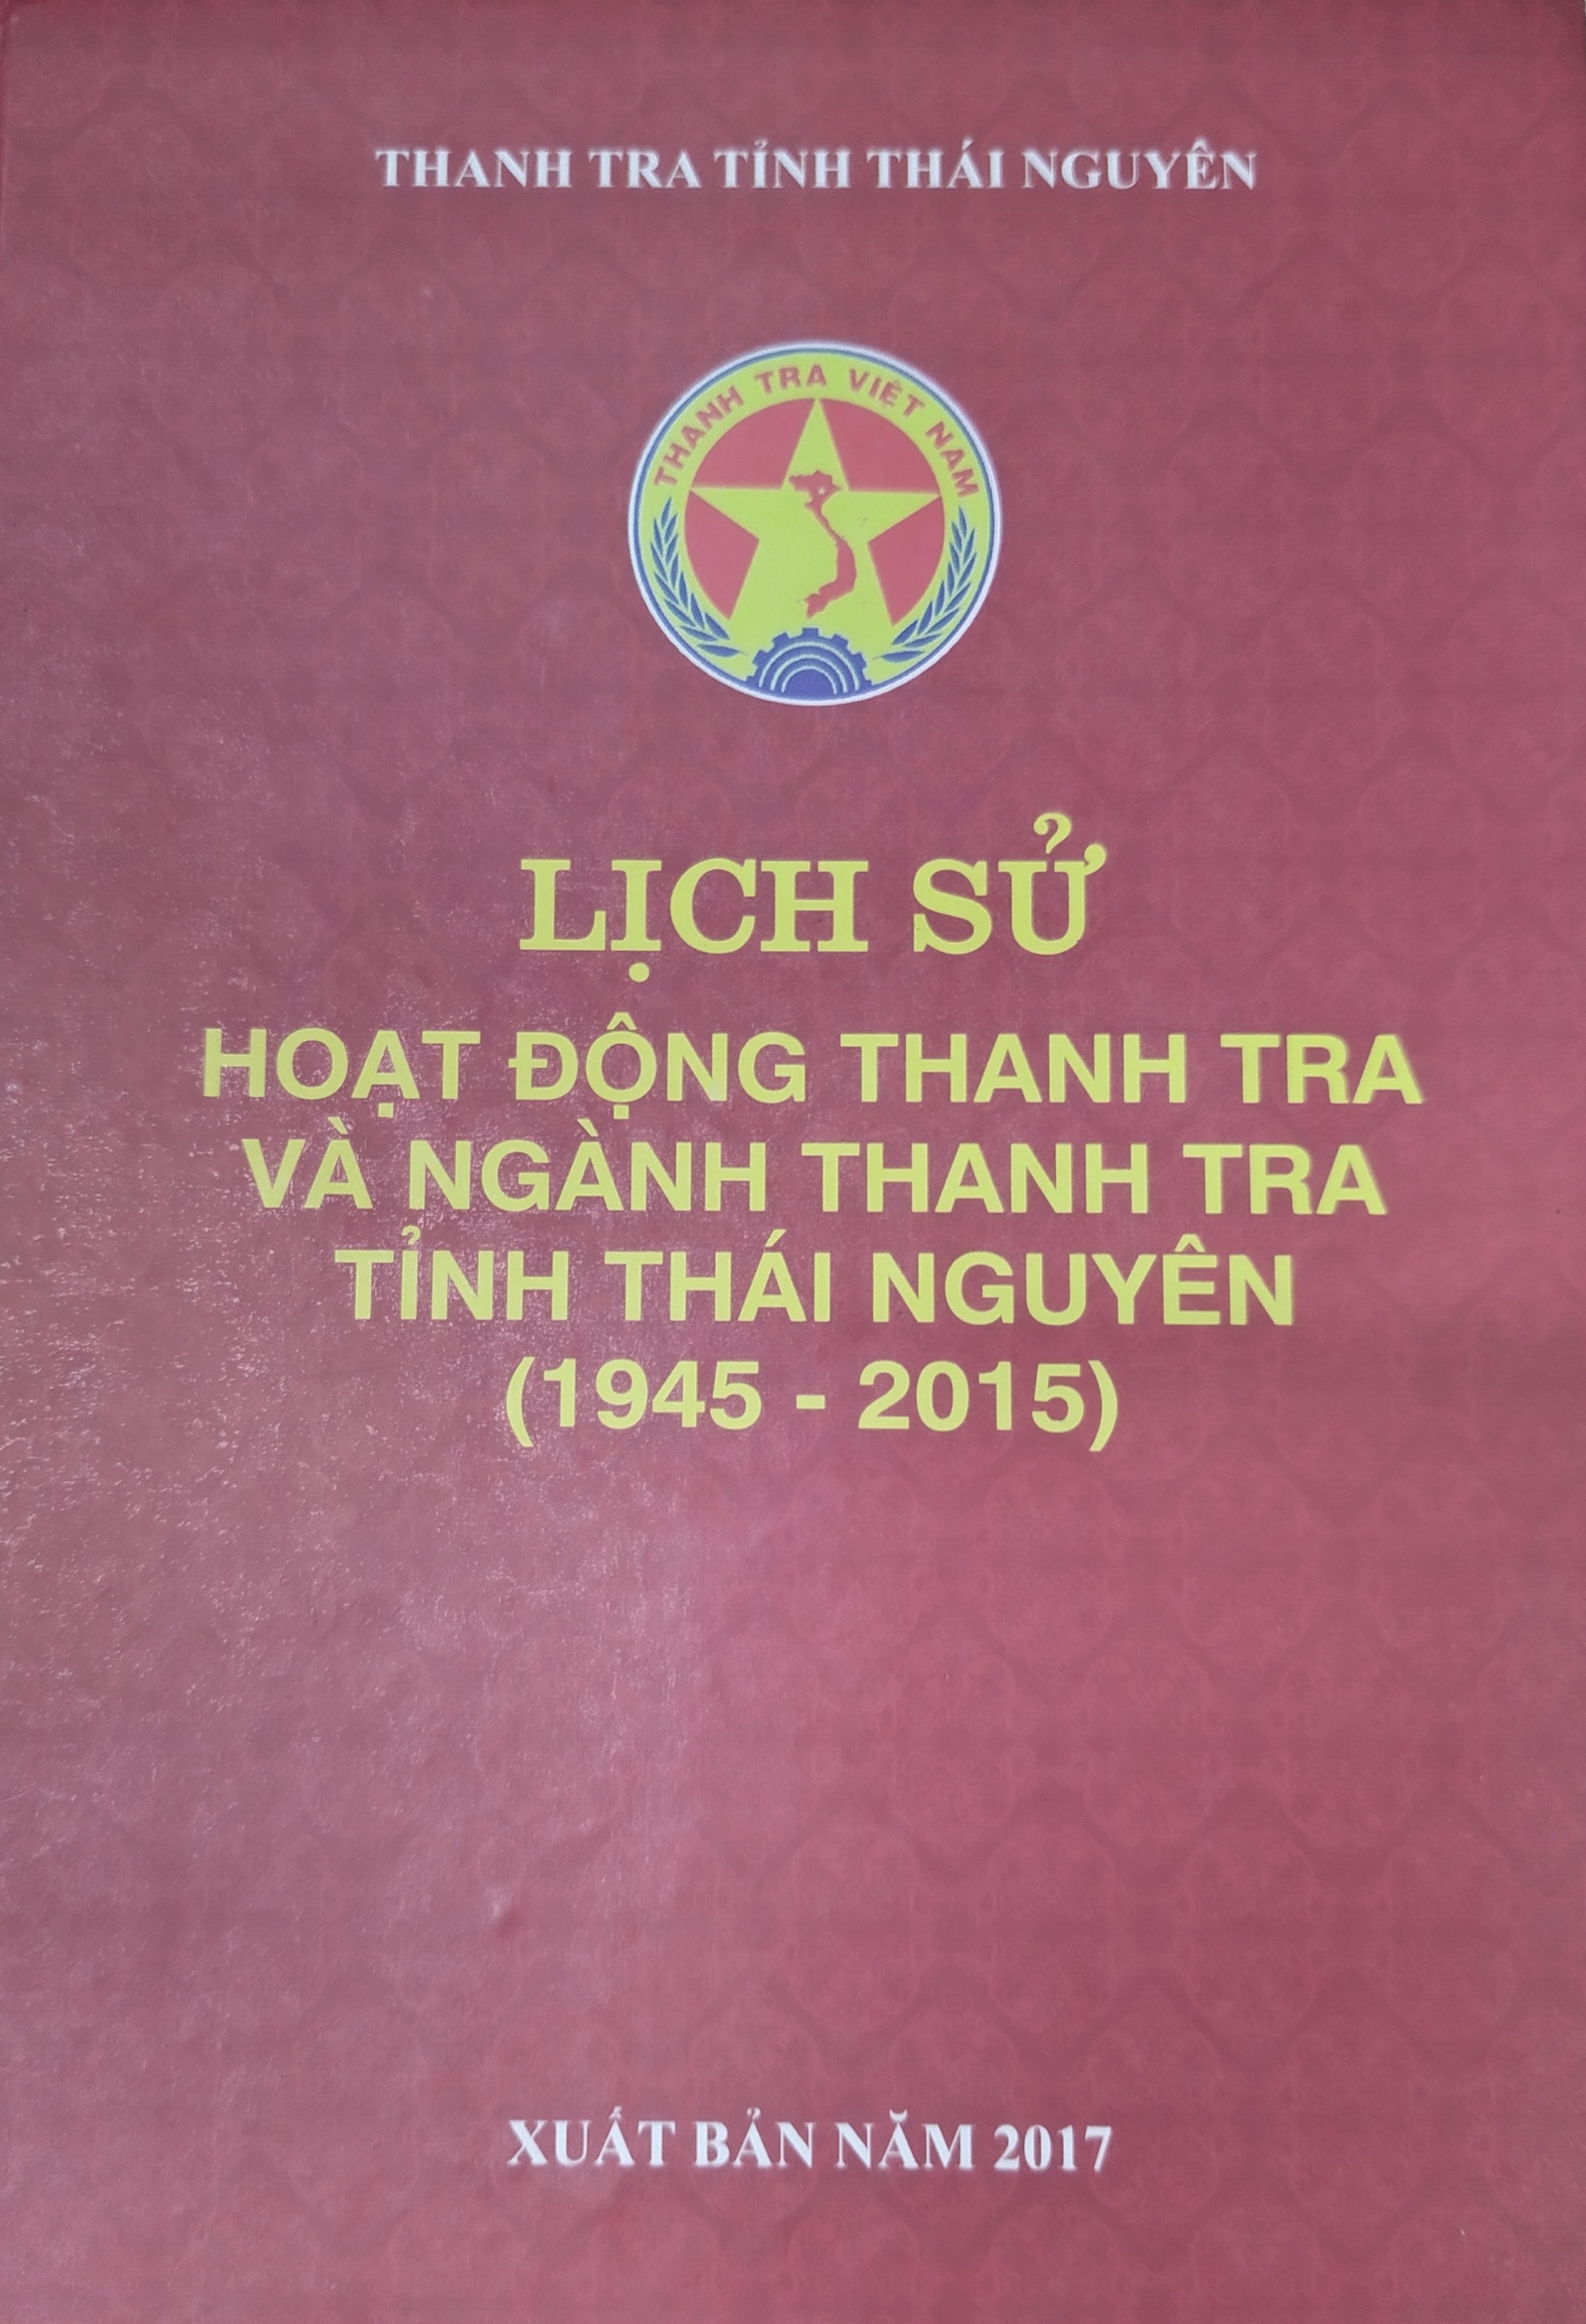 THANH TRA TỈNH THÁI NGUYÊN
THANH TRA VIỆT NAM
LỊCH SỬ
HOẠT ĐỘNG THANH TRA
VÀ NGÀNH THANH TRA
TỈNH THÁI NGUYÊN
(1945 - 2015)
XUẤT BẢN NĂM 2017